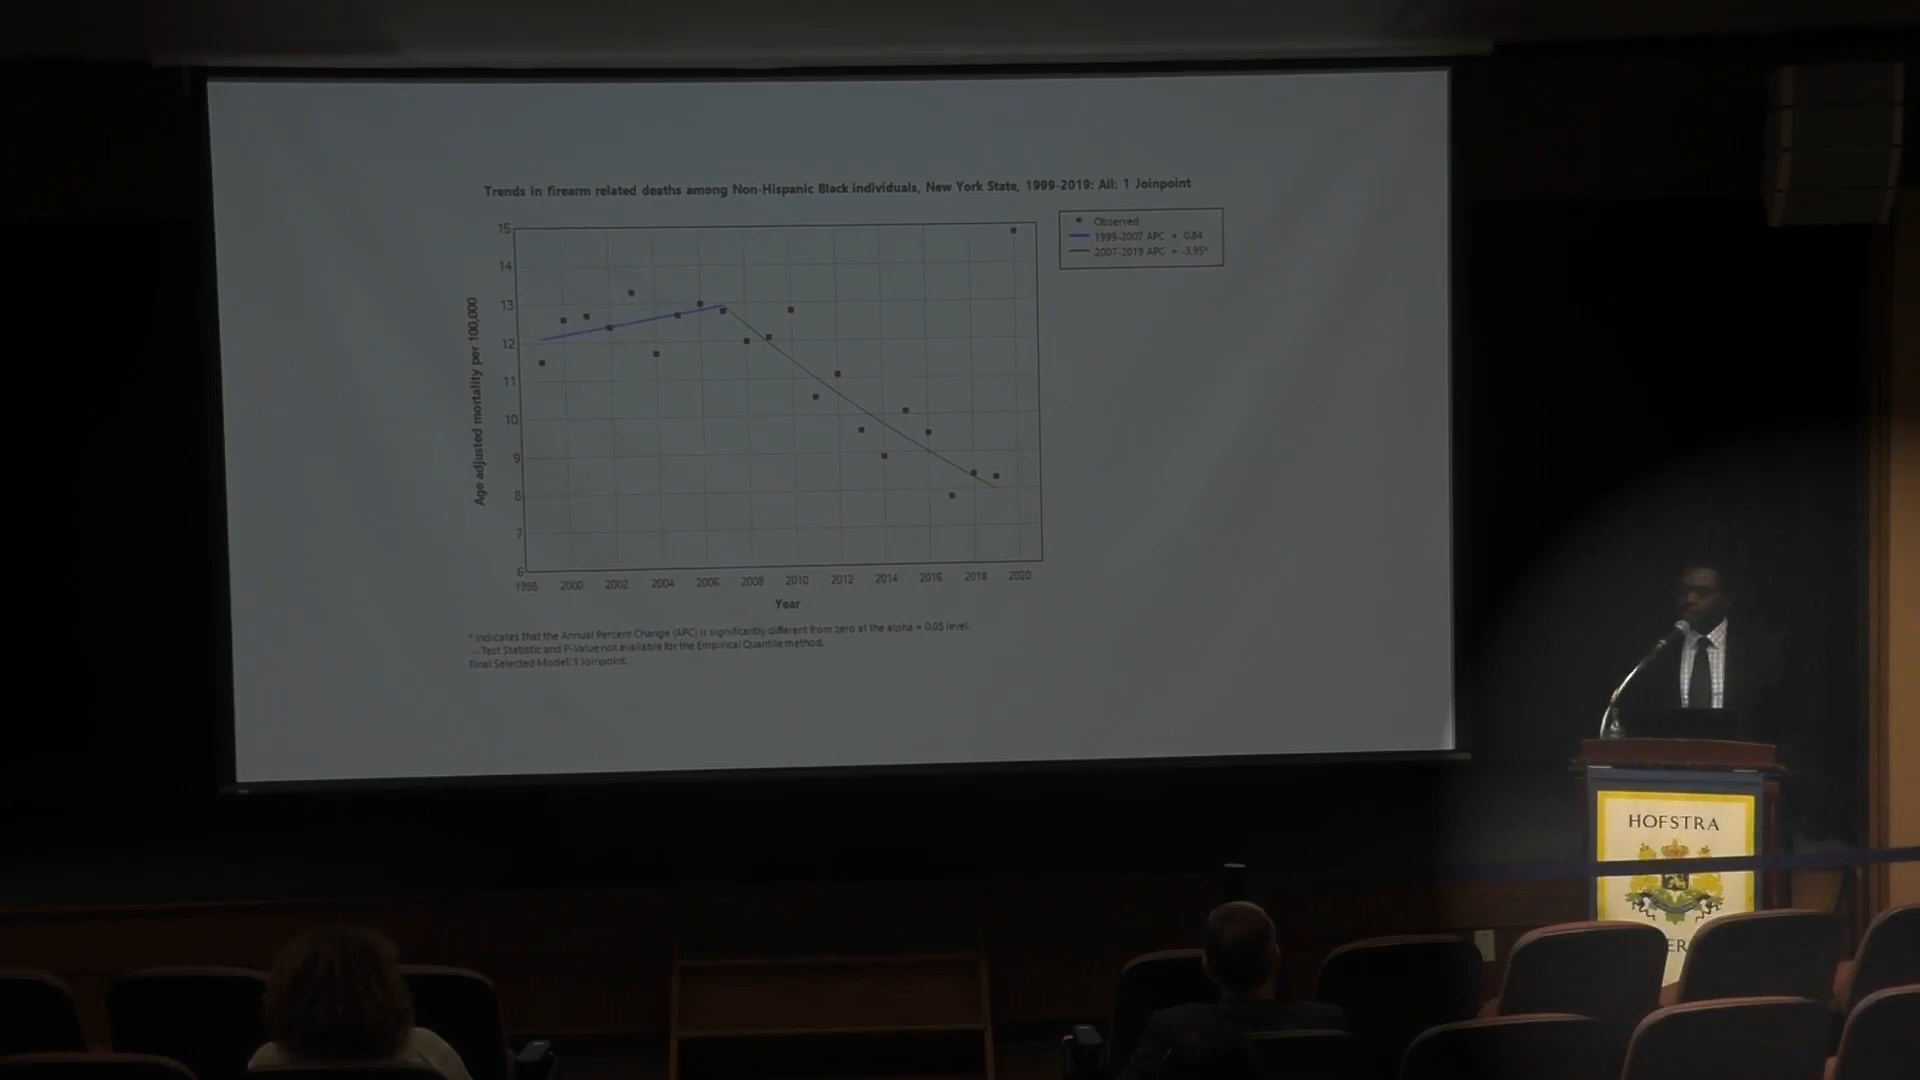 Trends in firearm related deaths among Non-Hispanic Black individuals, New York State, 1999-2019: All: 1 Joinpoint
Observed
1999-2007 APC = 0.84
2007-2019 APC = -3.95*
Age adjusted mortality per 100,000
15
14
13
12
11
10
9
8
7
6
1998 2000 2002 2004 2006 2008 2010 2012 2014 2016 2018 2020
Year
* Indicates that the Annual Percent Change (APC) is significantly different from zero at the alpha = 0.05 level.
Test Statistic and P-Value not available for the Empirical Quantile method.
Final Selected Model: 1 Joinpoint.
HOFSTRA
ER